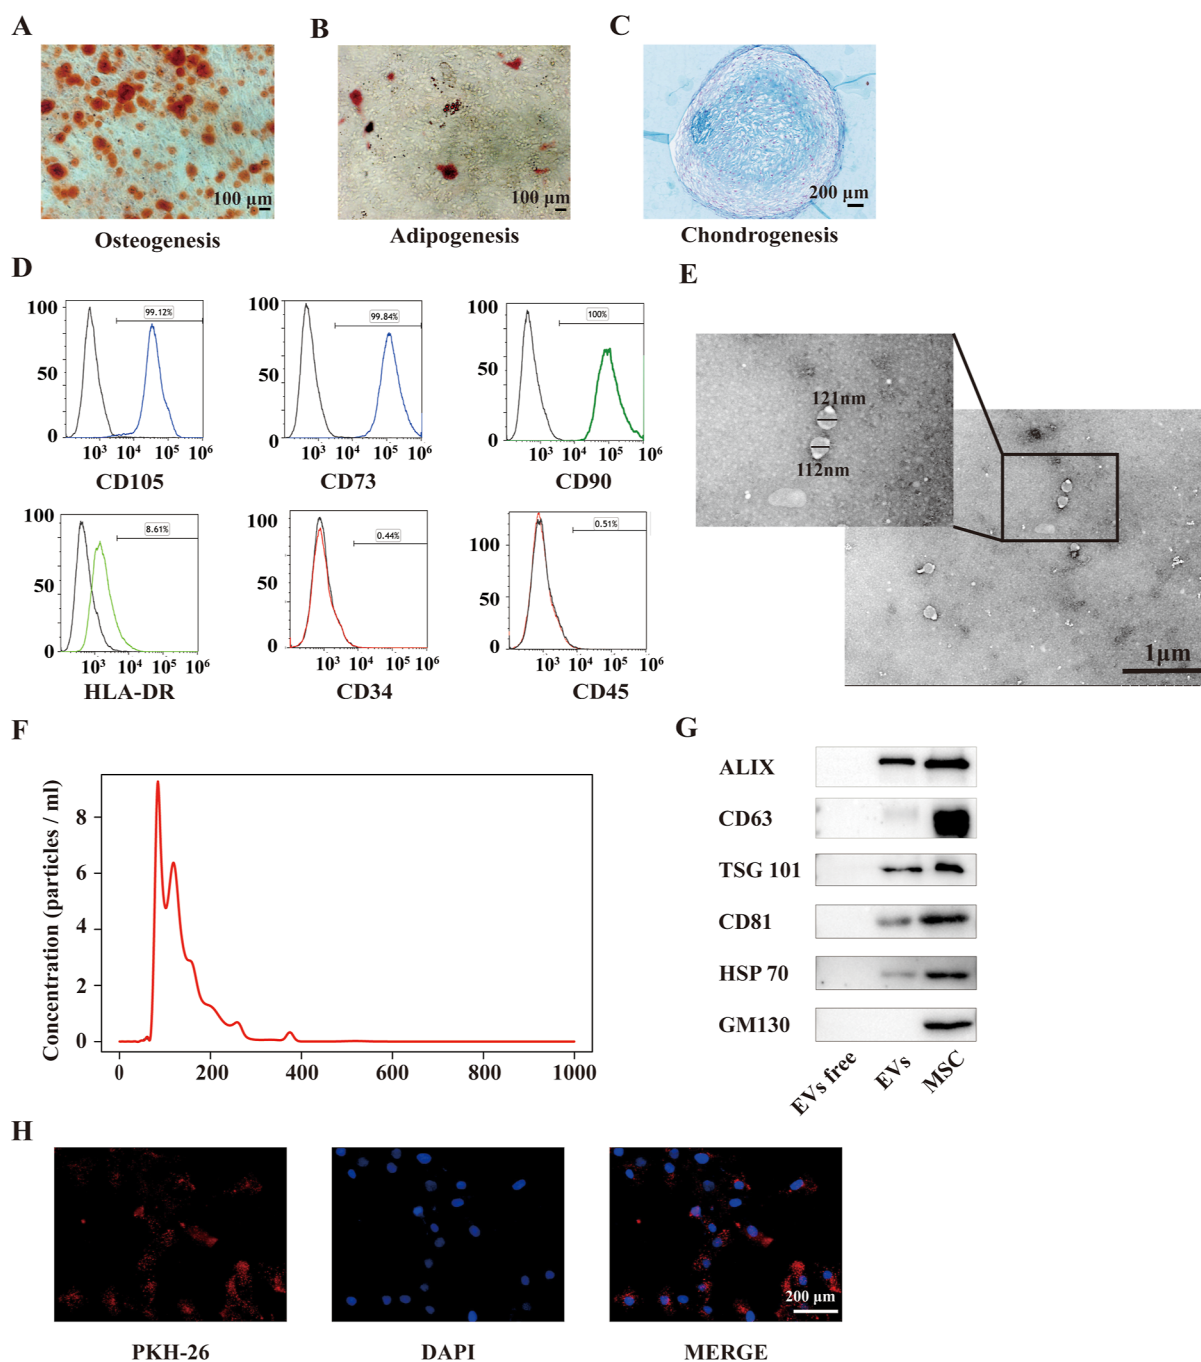 A
B
C
100 µm
100 µm
200 µm
Osteogenesis
Adipogenesis
Chondrogenesis
D
100
50
0
99.12%
10³ 10⁴ 10⁵ 10⁶
CD105
100
50
0
99.84%
10³ 10⁴ 10⁵ 10⁶
CD73
100
50
0
100%
10³ 10⁴ 10⁵ 10⁶
CD90
100
50
0
8.61%
10³ 10⁴ 10⁵ 10⁶
HLA-DR
100
50
0
0.44%
10³ 10⁴ 10⁵ 10⁶
CD34
100
50
0
0.51%
10³ 10⁴ 10⁵ 10⁶
CD45
E
121nm
112nm
1µm
F
Concentration (particles / ml)
8
6
4
2
0
0 200 400 600 800 1000
G
ALIX
CD63
TSG 101
CD81
HSP 70
GM130
EVs free
EVs
MSC
H
200 µm
PKH-26
DAPI
MERGE